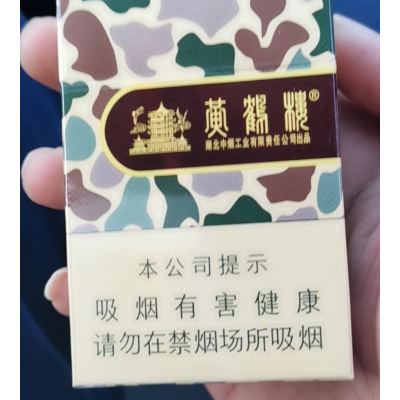 黄鹤楼®
湖北中烟工业有限责任公司出品
本公司提示
吸烟有害健康
请勿在禁烟场所吸烟